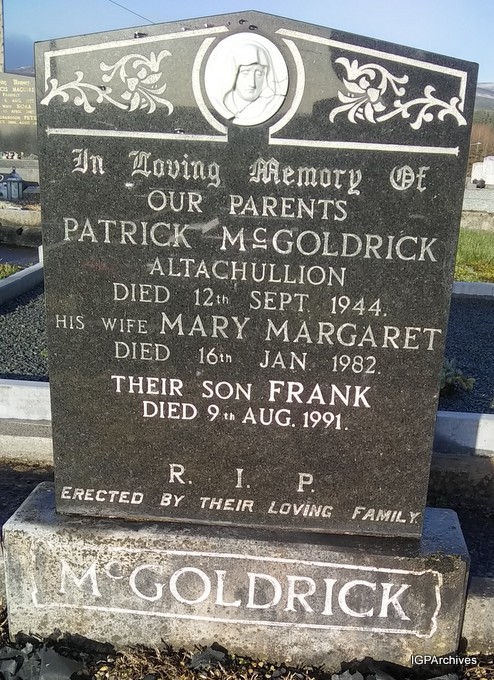 In Loving Memory Of
OUR PARENTS
PATRICK McGOLDRICK
ALTACHULLION
DIED 12th SEPT 1944.
HIS WIFE MARY MARGARET
DIED 16th JAN 1982.
THEIR SON FRANK
DIED 9th AUG. 1991.
R. I. P.
ERECTED BY THEIR LOVING FAMILY.
McGOLDRICK
IGPArchives